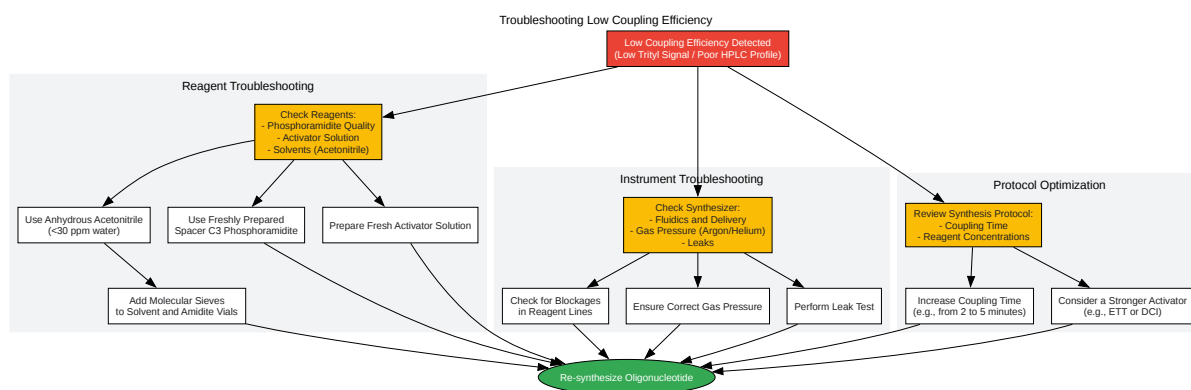 Troubleshooting Low Coupling Efficiency
Low Coupling Efficiency Detected
(Low Trityl Signal / Poor HPLC Profile)
Reagent Troubleshooting
Check Reagents:
- Phosphoramidite Quality
- Activator Solution
- Solvents (Acetonitrile)
Use Anhydrous Acetonitrile
(<30 ppm water)
Use Freshly Prepared
Spacer C3 Phosphoramidite
Prepare Fresh Activator Solution
Add Molecular Sieves
to Solvent and Amidite Vials
Instrument Troubleshooting
Check Synthesizer:
- Fluidics and Delivery
- Gas Pressure (Argon/Helium)
- Leaks
Check for Blockages
in Reagent Lines
Ensure Correct Gas Pressure
Perform Leak Test
Protocol Optimization
Review Synthesis Protocol:
- Coupling Time
- Reagent Concentrations
Increase Coupling Time
(e.g., from 2 to 5 minutes)
Consider a Stronger Activator
(e.g., ETT or DCI)
Re-synthesize Oligonucleotide